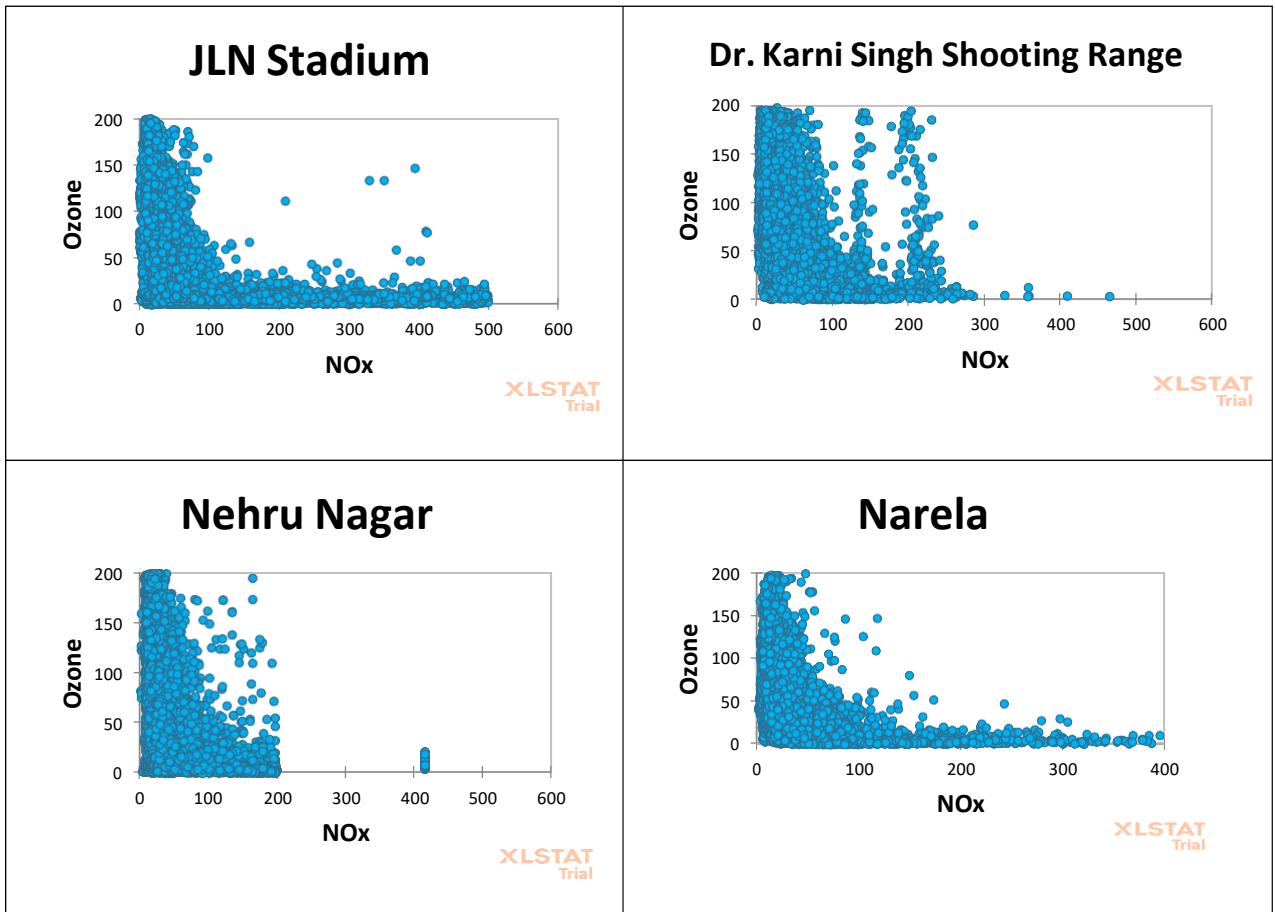 JLN Stadium
Ozone
200
150
100
50
0
0 100 200 300 400 500 600
NOx
XLSTAT
Trial
Dr. Karni Singh Shooting Range
Ozone
200
150
100
50
0
0 100 200 300 400 500 600
NOx
XLSTAT
Trial
Nehru Nagar
Ozone
200
150
100
50
0
0 100 200 300 400 500 600
NOx
XLSTAT
Trial
Narela
Ozone
200
150
100
50
0
0 100 200 300 400
NOx
XLSTAT
Trial